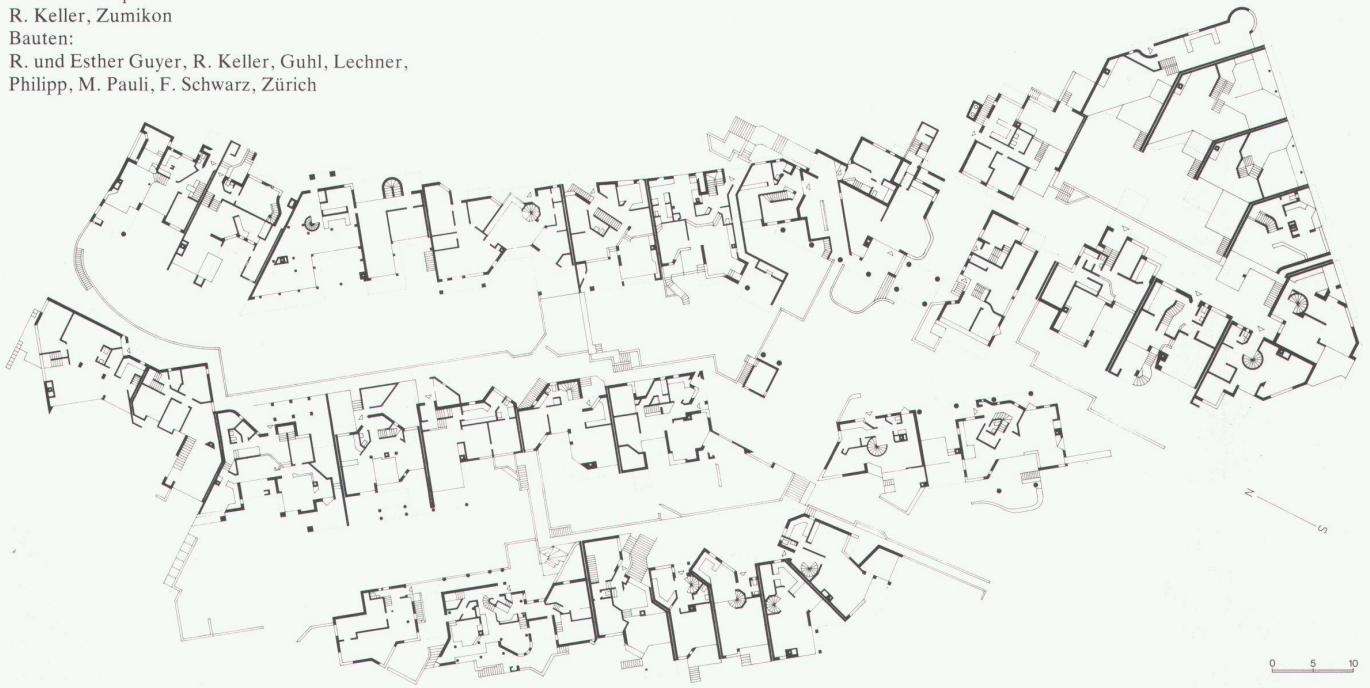 R. Keller, Zumikon
Bauten:
R. und Esther Guyer, R. Keller, Guhl, Lechner,
Philipp, M. Pauli, F. Schwarz, Zürich
N
S
0 5 10